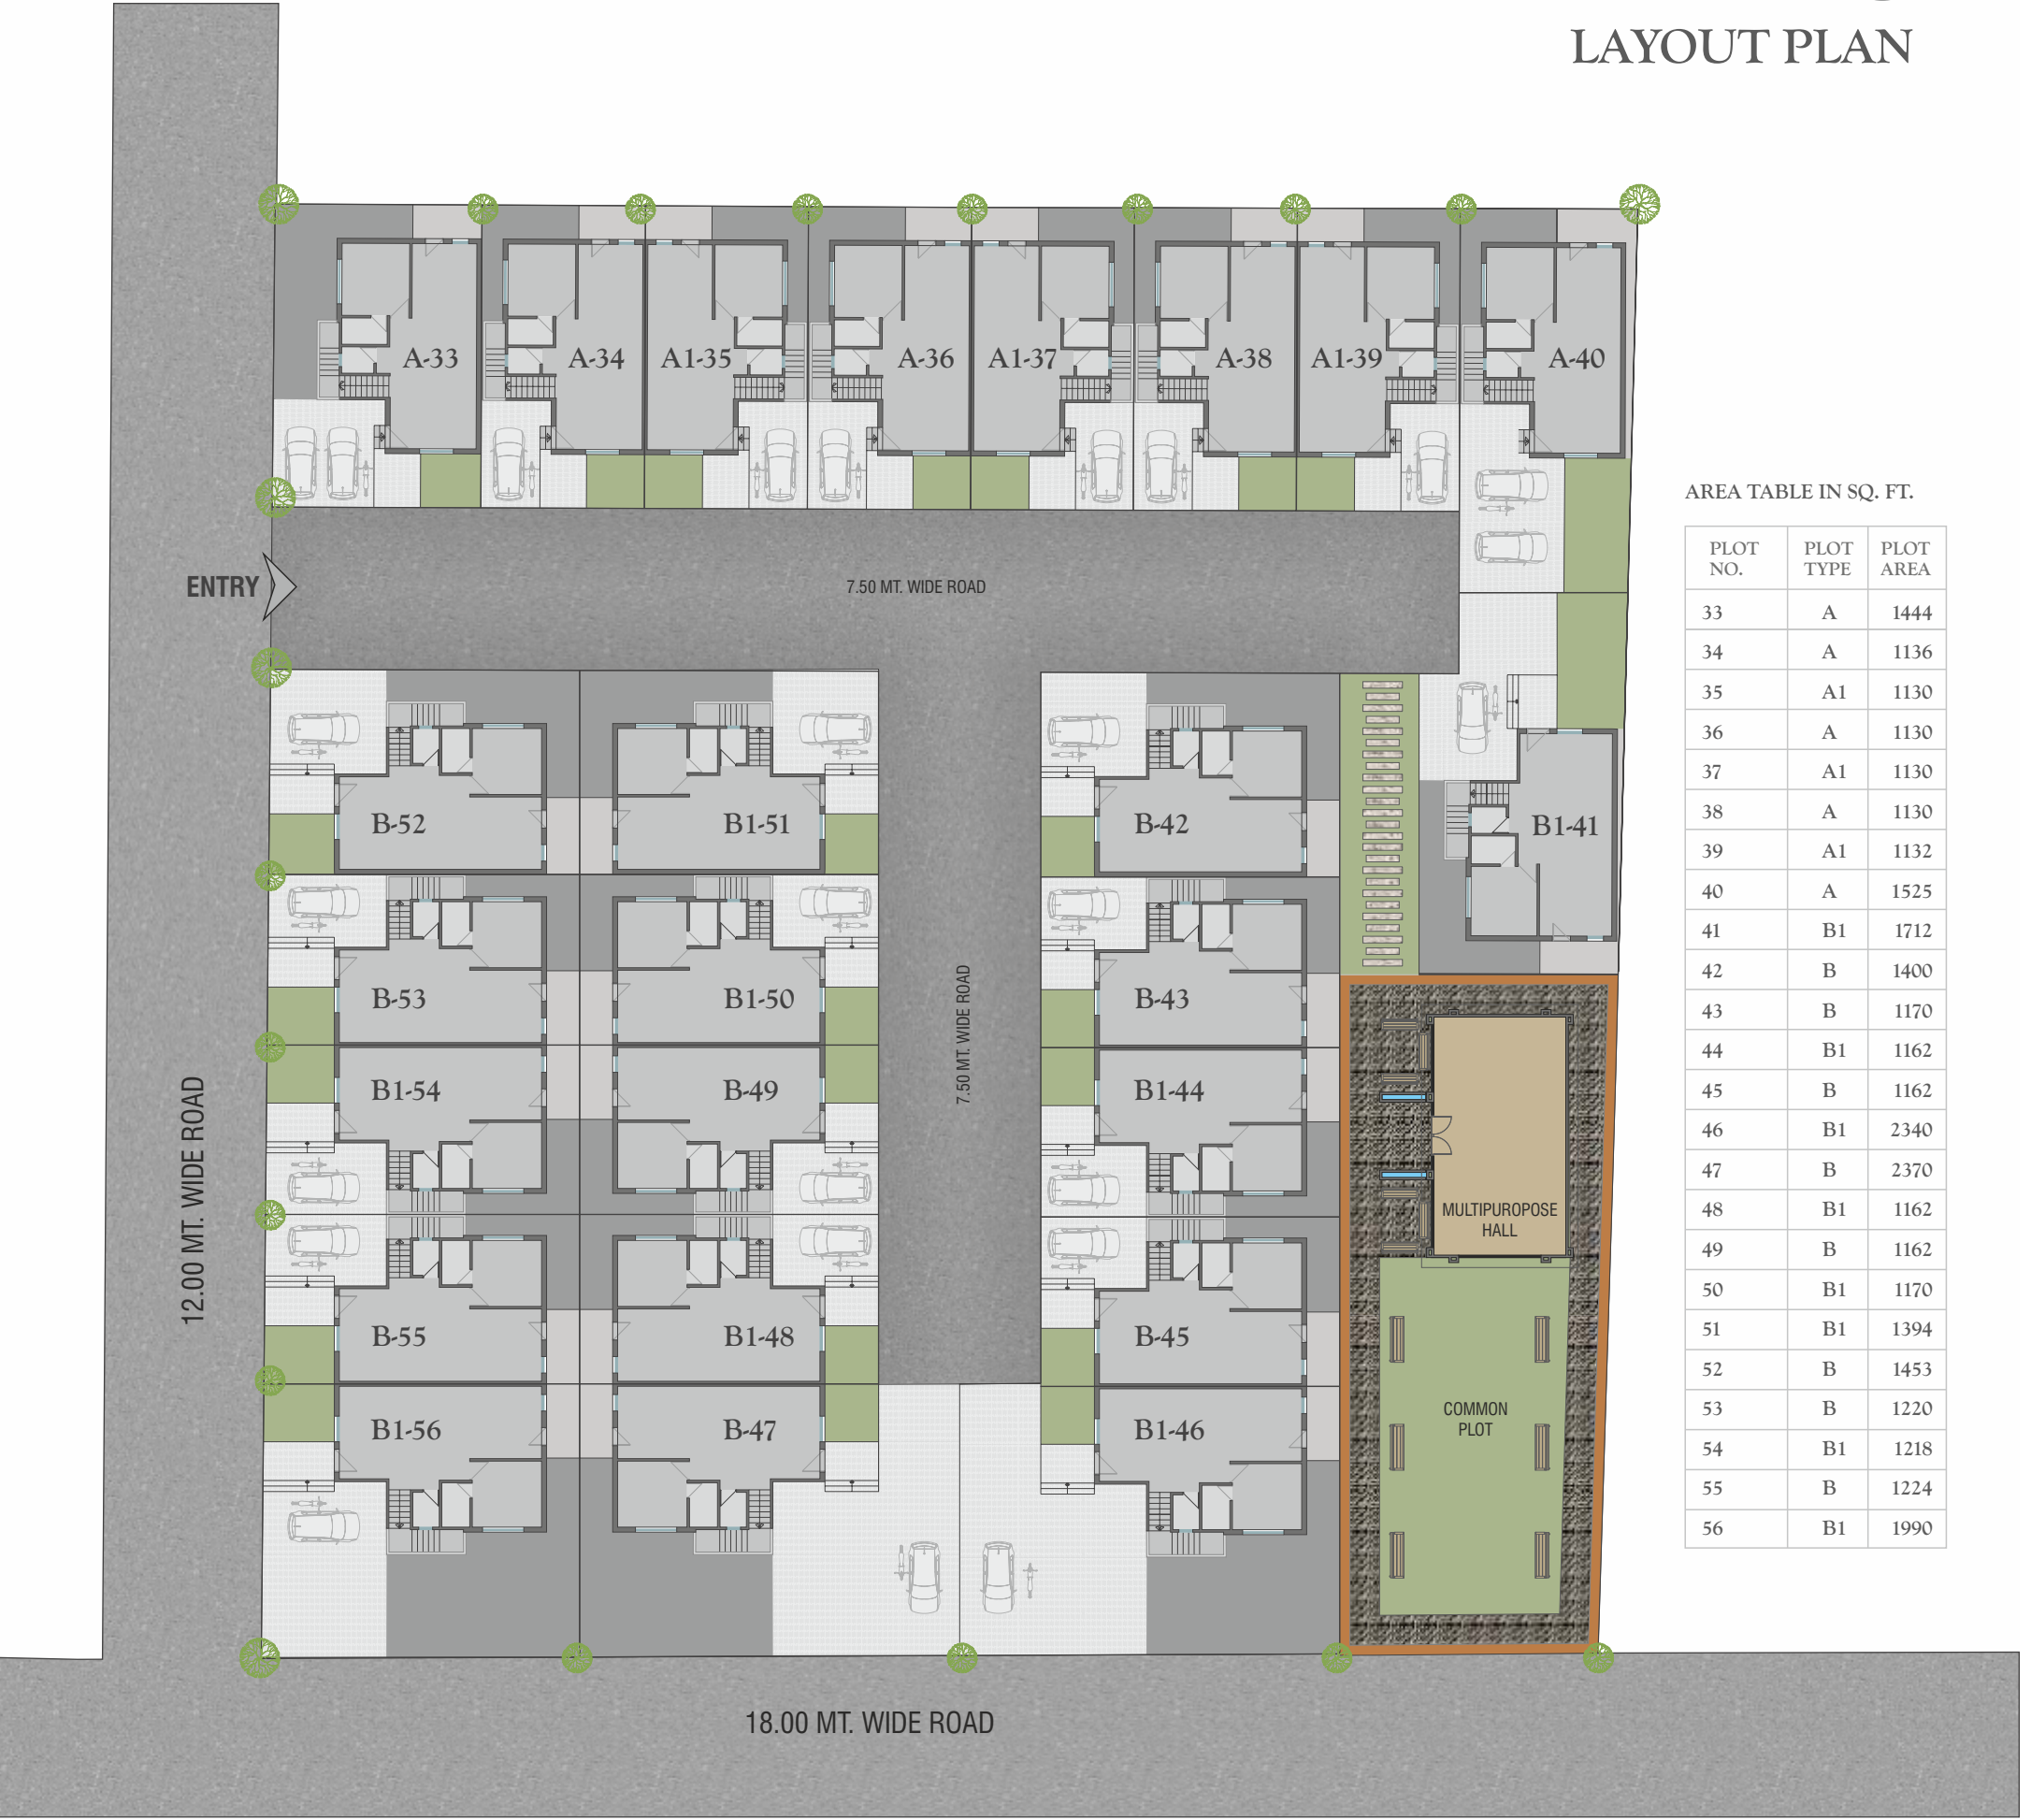 LAYOUT PLAN
A-33
A-34
A1-35
A-36
A1-37
A-38
A1-39
A-40
ENTRY
7.50 MT. WIDE ROAD
B-52
B1-51
B-42
B1-41
B-53
B1-50
B-43
B1-54
B-49
B1-44
B-55
B1-48
B-45
B1-56
B-47
B1-46
7.50 MT. WIDE ROAD
12.00 MT. WIDE ROAD
MULTIPUROPOSE
HALL
COMMON
PLOT
18.00 MT. WIDE ROAD
AREA TABLE IN SQ. FT.
PLOT NO. PLOT TYPE PLOT AREA
33 A 1444
34 A 1136
35 A1 1130
36 A 1130
37 A1 1130
38 A 1130
39 A1 1132
40 A 1525
41 B1 1712
42 B 1400
43 B 1170
44 B1 1162
45 B 1162
46 B1 2340
47 B 2370
48 B1 1162
49 B 1162
50 B1 1170
51 B1 1394
52 B 1453
53 B 1220
54 B1 1218
55 B 1224
56 B1 1990